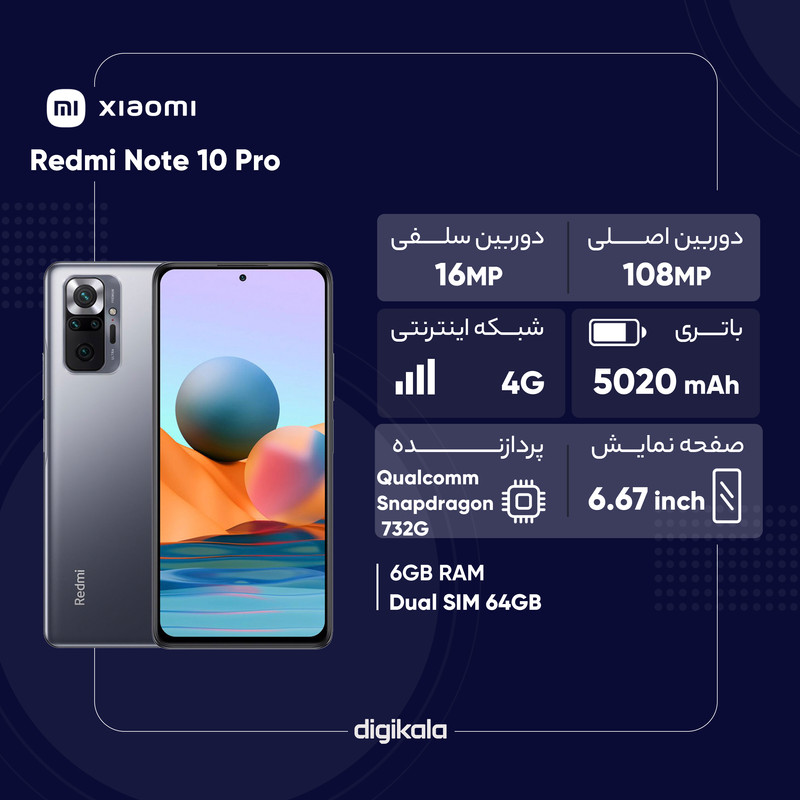 xiaomi
Redmi Note 10 Pro
دوربین اصلی
108MP
دوربین سلفی
16MP
باتری
5020 mAh
شبکه اینترنتی
4G
صفحه نمایش
6.67 inch
پردازنده
Qualcomm
Snapdragon
732G
6GB RAM
Dual SIM 64GB
Redmi
digikala